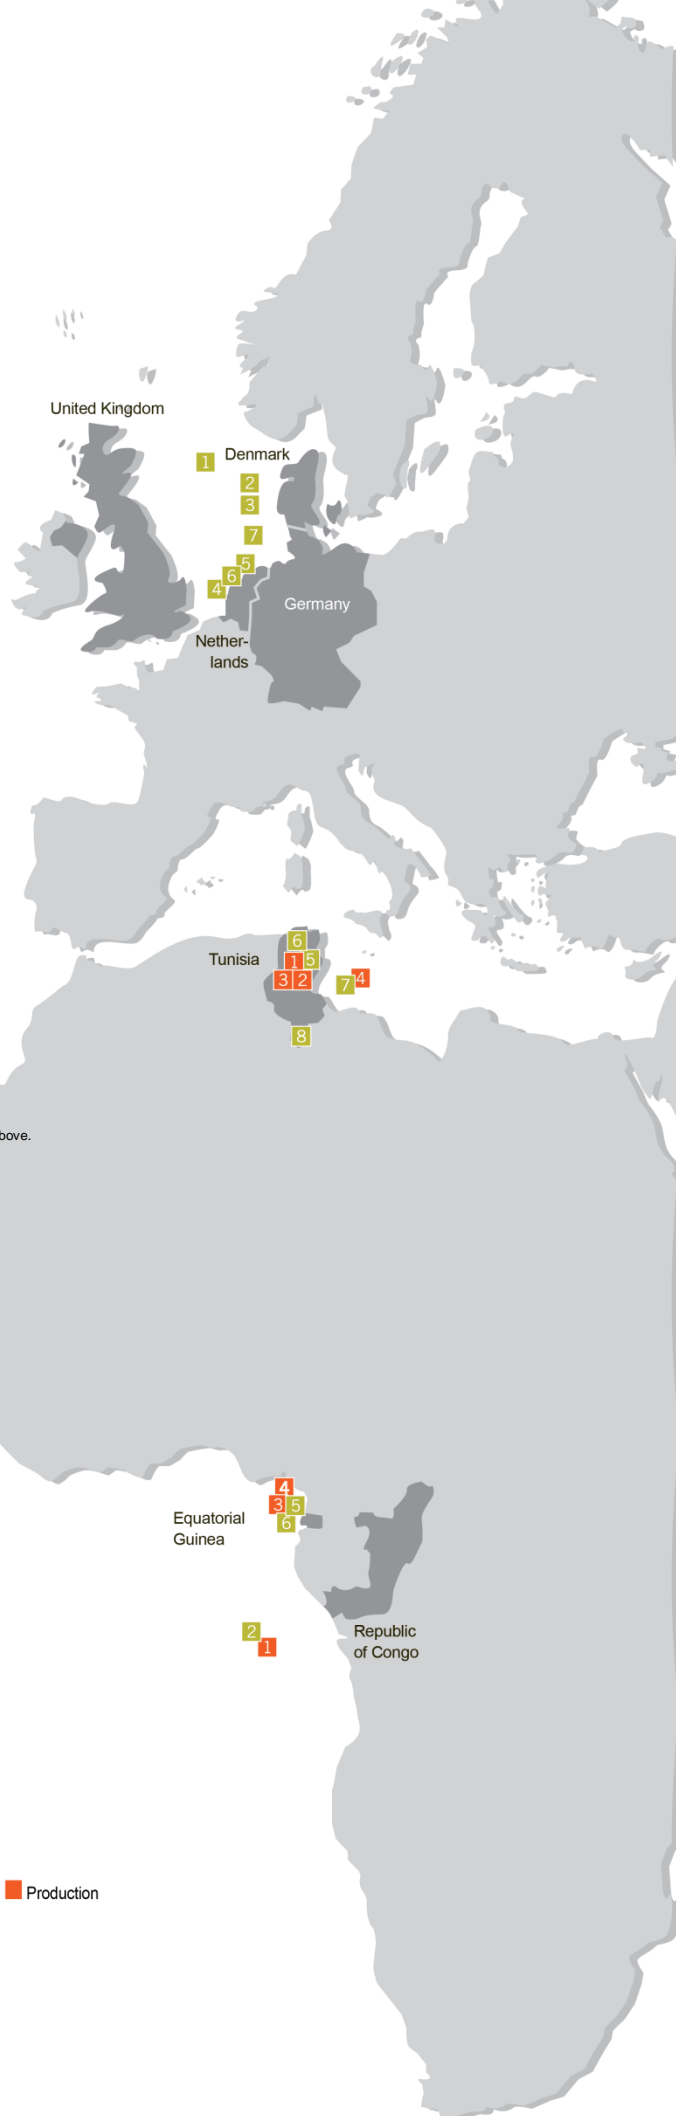 United Kingdom
1
Denmark
2
3
7
5
6
4
Germany
Nether-
lands
6
Tunisia
1 5
3 2
4
7
8
bove.
4
3 5
6
Equatorial
Guinea
2
1
Republic
of Congo
Production